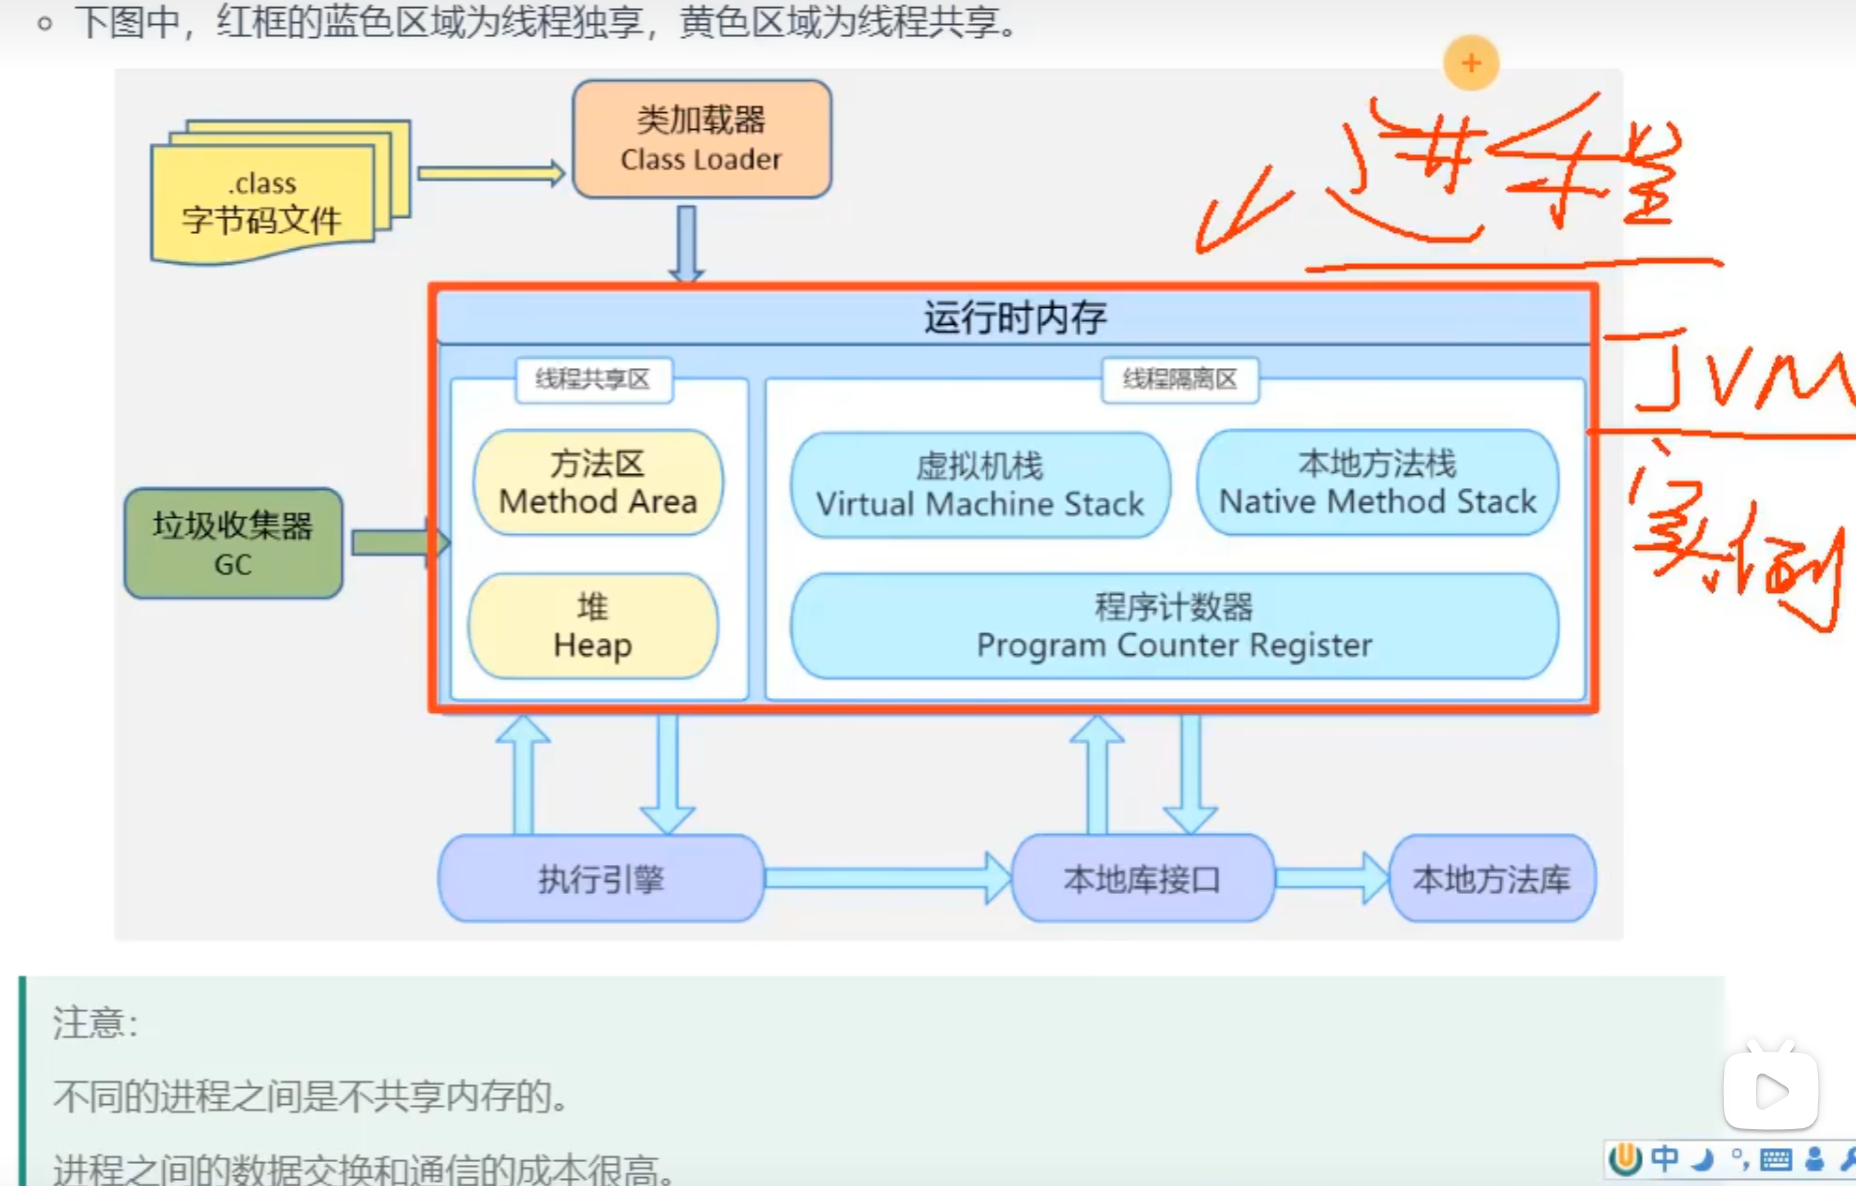 下图中，红框的蓝色区域为线程独享，黄色区域为线程共享。
.class
字节码文件
类加载器
Class Loader
进程
运行时内存
JVM
实例
线程共享区
线程隔离区
方法区
Method Area
虚拟机栈
Virtual Machine Stack
本地方法栈
Native Method Stack
垃圾收集器
GC
堆
Heap
程序计数器
Program Counter Register
执行引擎
本地库接口
本地方法库
注意：
不同的进程之间是不共享内存的。
进程之间的数据交换和通信的成本很高。
中